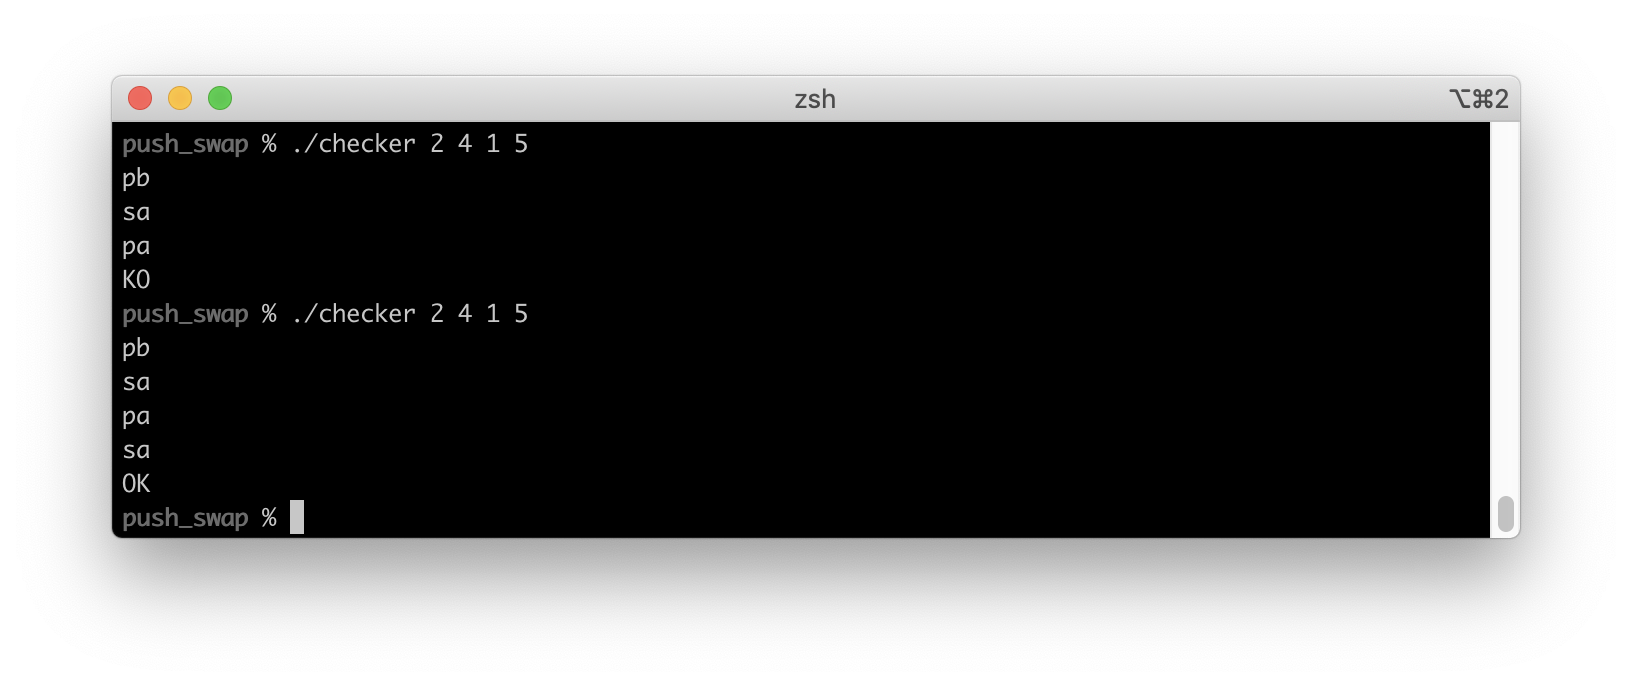 zsh
⌥⌘2
push_swap % ./checker 2 4 1 5
pb
sa
pa
KO
push_swap % ./checker 2 4 1 5
pb
sa
pa
sa
OK
push_swap %